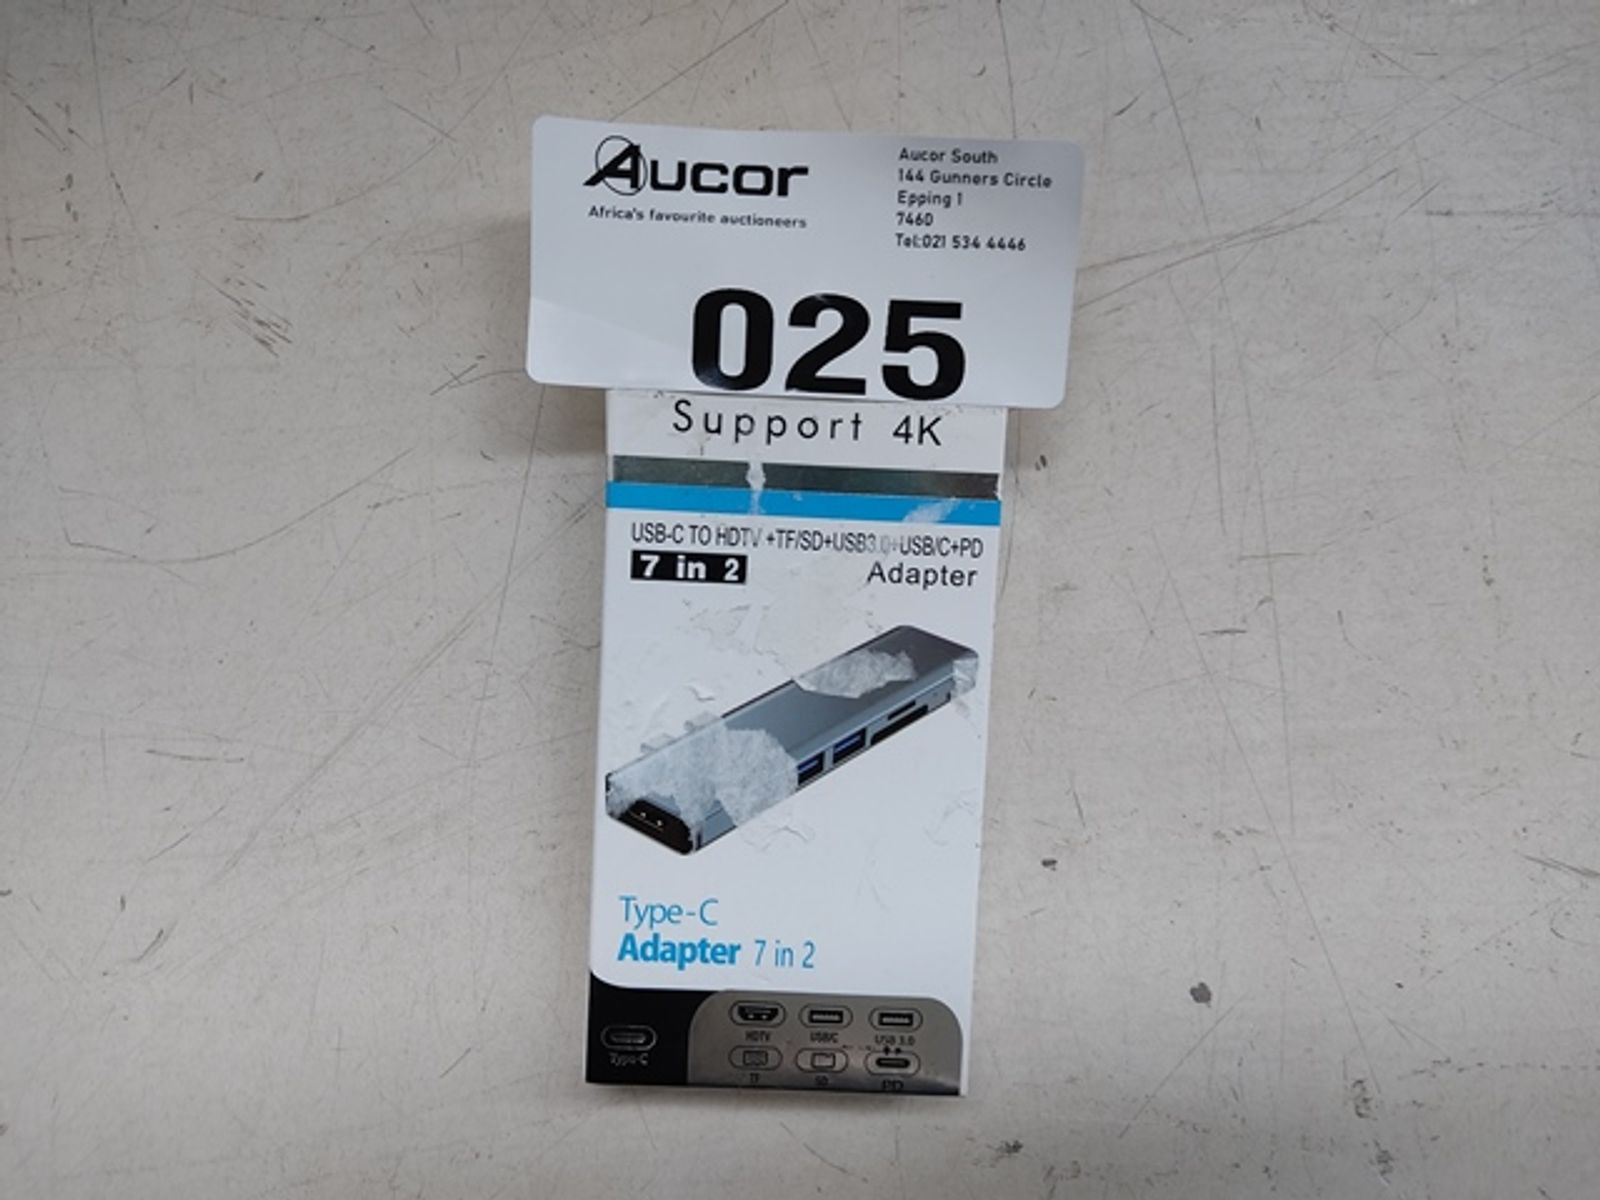 Aucor
Africa's favourite auctioneers
Aucor South
144 Gunners Circle
Epping 1
7460
Tel:021 534 4446
025
Support 4K
USB-C TO HDTV +TF/SD+USB3.0+USB/C+PD
7 in 2
Adapter
Type-C
Adapter 7 in 2
Type-C
HDTV
USB/C
USB 3.0
TF
SD
PD